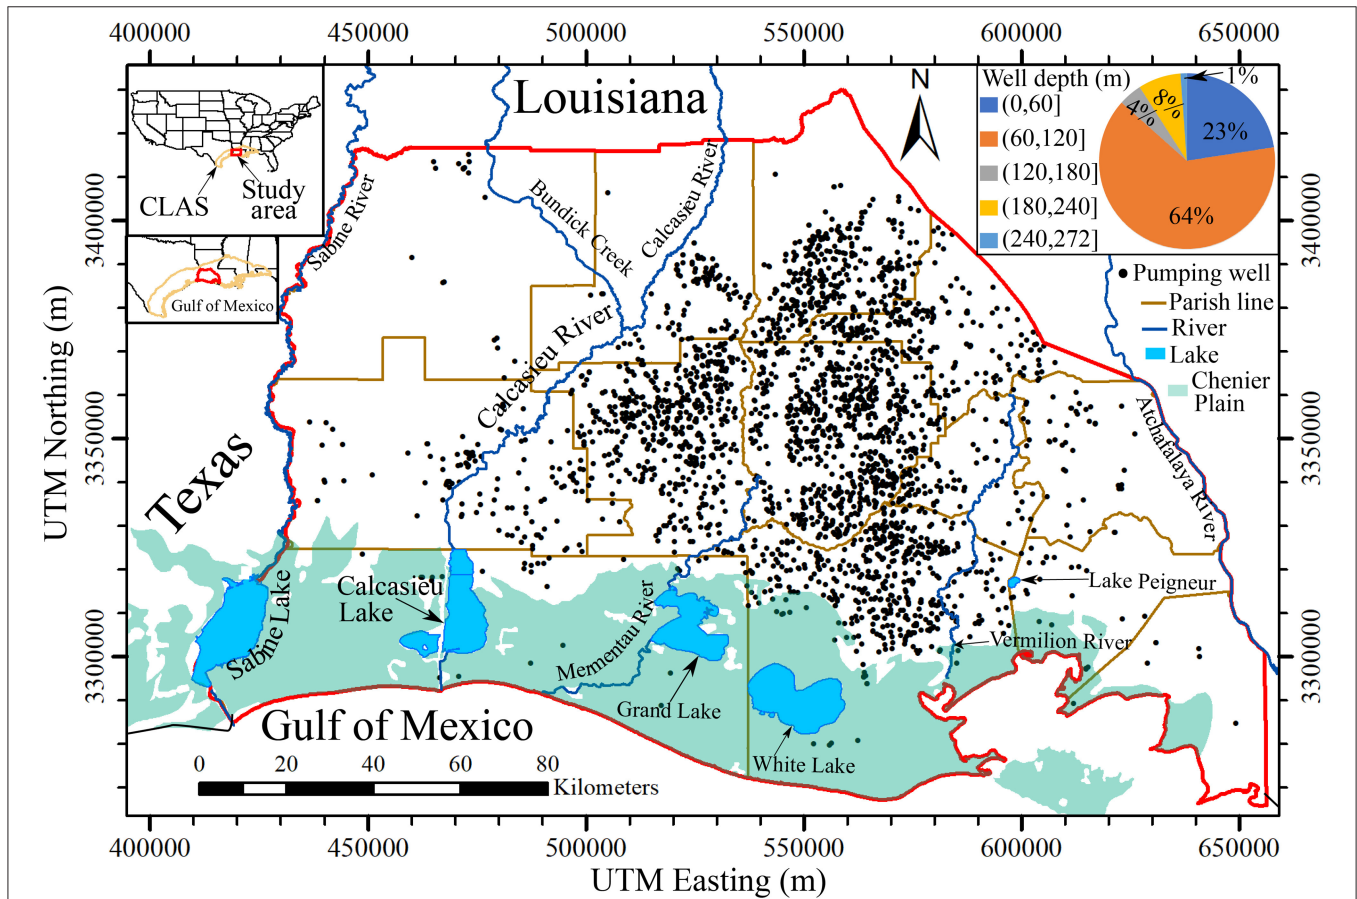 400000 450000 500000 550000 600000 650000
Louisiana
N
Well depth (m)
(0,60]
(60,120]
(120,180]
(180,240]
(240,272]
1%
8%
4%
23%
64%
CLAS
Study
area
Gulf of Mexico
Sabine River
Bundick Creek
Calcasieu River
Calcasieu River
Pumping well
Parish line
River
Lake
Chenier
Plain
Texas
Atchafalaya River
Calcasieu
Lake
Sabine Lake
Mermentau River
Grand Lake
White Lake
Lake Peigneur
Vermilion River
Gulf of Mexico
0 20 40 60 80
Kilometers
3400000
3350000
3300000
UTM Northing (m)
3400000
3350000
3300000
400000 450000 500000 550000 600000 650000
UTM Easting (m)